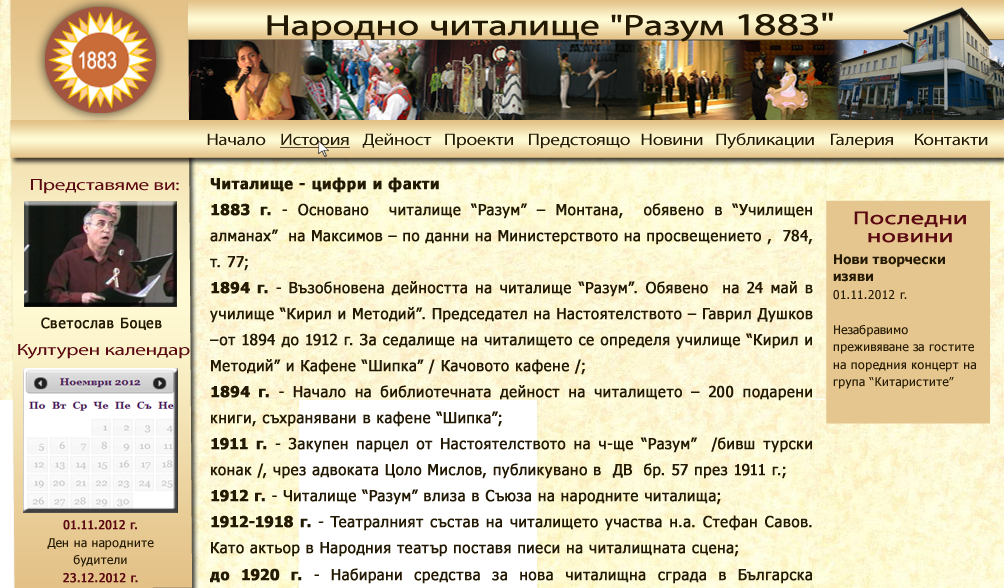 1883
Народно читалище "Разум 1883"
Начало История Дейност Проекти Предстоящо Новини Публикации Галерия Контакти
Представяме ви:
Светослав Боцев
Културен календар
Ноември 2012
По Вт Ср Че Пе Съ Не
1 2 3 4
5 6 7 8 9 10 11
12 13 14 15 16 17 18
19 20 21 22 23 24 25
26 27 28 29 30
01.11.2012 г.
Ден на народните
будители
23.12.2012 г.
Читалище - цифри и факти
1883 г. - Основано читалище “Разум” – Монтана, обявено в “Училищен
алманах” на Максимов – по данни на Министерството на просвещението , 784,
т. 77;
1894 г. - Възобновена дейността на читалище “Разум”. Обявено на 24 май в
училище “Кирил и Методий”. Председател на Настоятелството – Гаврил Душков
–от 1894 до 1912 г. За седалище на читалището се определя училище “Кирил и
Методий” и Кафене “Шипка” / Качовото кафене /;
1894 г. - Начало на библиотечната дейност на читалището – 200 подарени
книги, съхранявани в кафене “Шипка”;
1911 г. - Закупен парцел от Настоятелството на ч-ще “Разум” /бивш турски
конак /, чрез адвоката Цоло Мислов, публикувано в ДВ бр. 57 през 1911 г.;
1912 г. - Читалище “Разум” влиза в Съюза на народните читалища;
1912-1918 г. - Театралният състав на читалището участва н.а. Стефан Савов.
Като актьор в Народния театър поставя пиеси на читалищната сцена;
до 1920 г. - Набирани средства за нова читалищна сграда в Българска
Последни
новини
Нови творчески
изяви
01.11.2012 г.
Незабравимо
преживяване за гостите
на поредния концерт на
група “Китаристите”